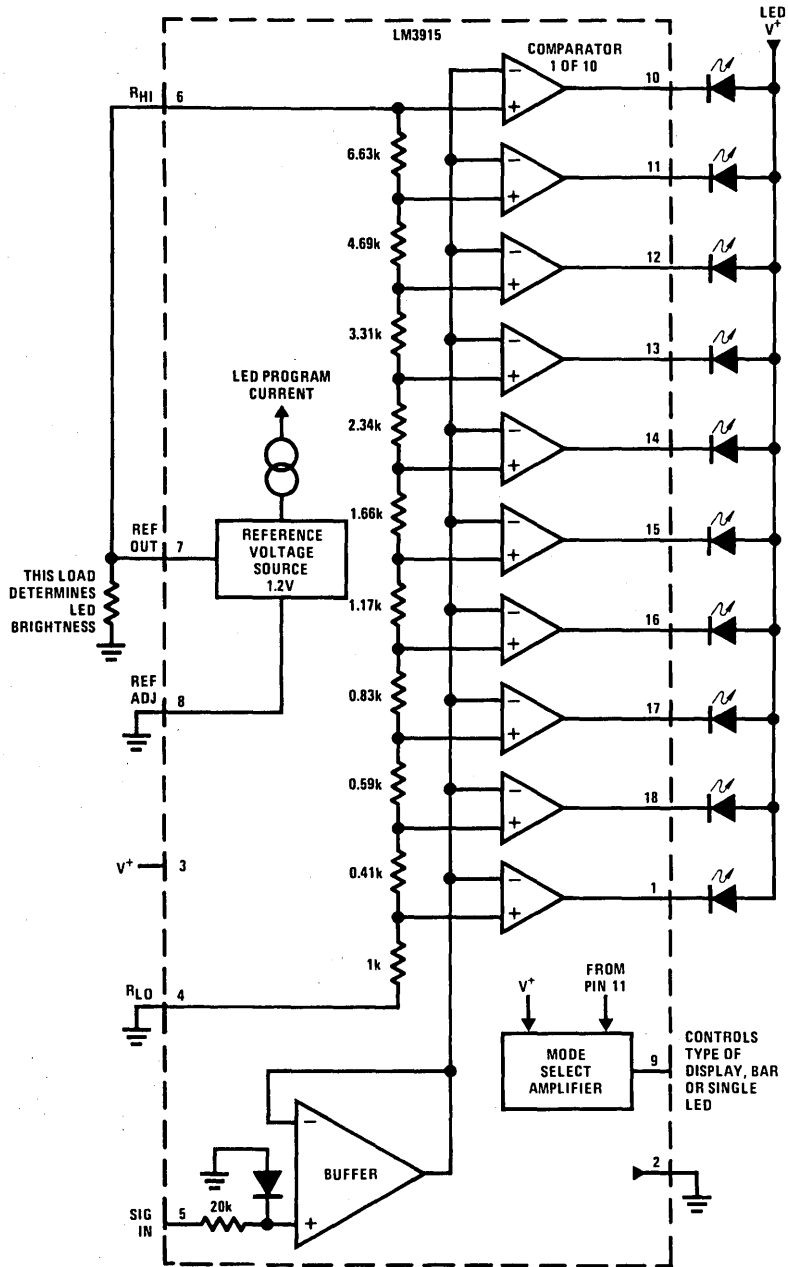 LED
V+
LM3915
COMPARATOR
1 OF 10
RHI 6
10
6.63k
11
4.69k
12
3.31k
13
LED PROGRAM
CURRENT
2.34k
14
1.66k
15
REF
OUT
7
REFERENCE
VOLTAGE
SOURCE
1.2V
THIS LOAD
DETERMINES
LED
BRIGHTNESS
1.17k
16
REF
ADJ
8
0.83k
17
0.59k
18
V+ 3
0.41k
1
1k
RLO 4
V+
FROM
PIN 11
MODE
SELECT
AMPLIFIER
9
CONTROLS
TYPE OF
DISPLAY, BAR
OR SINGLE
LED
BUFFER
2
SIG
IN
5
20k